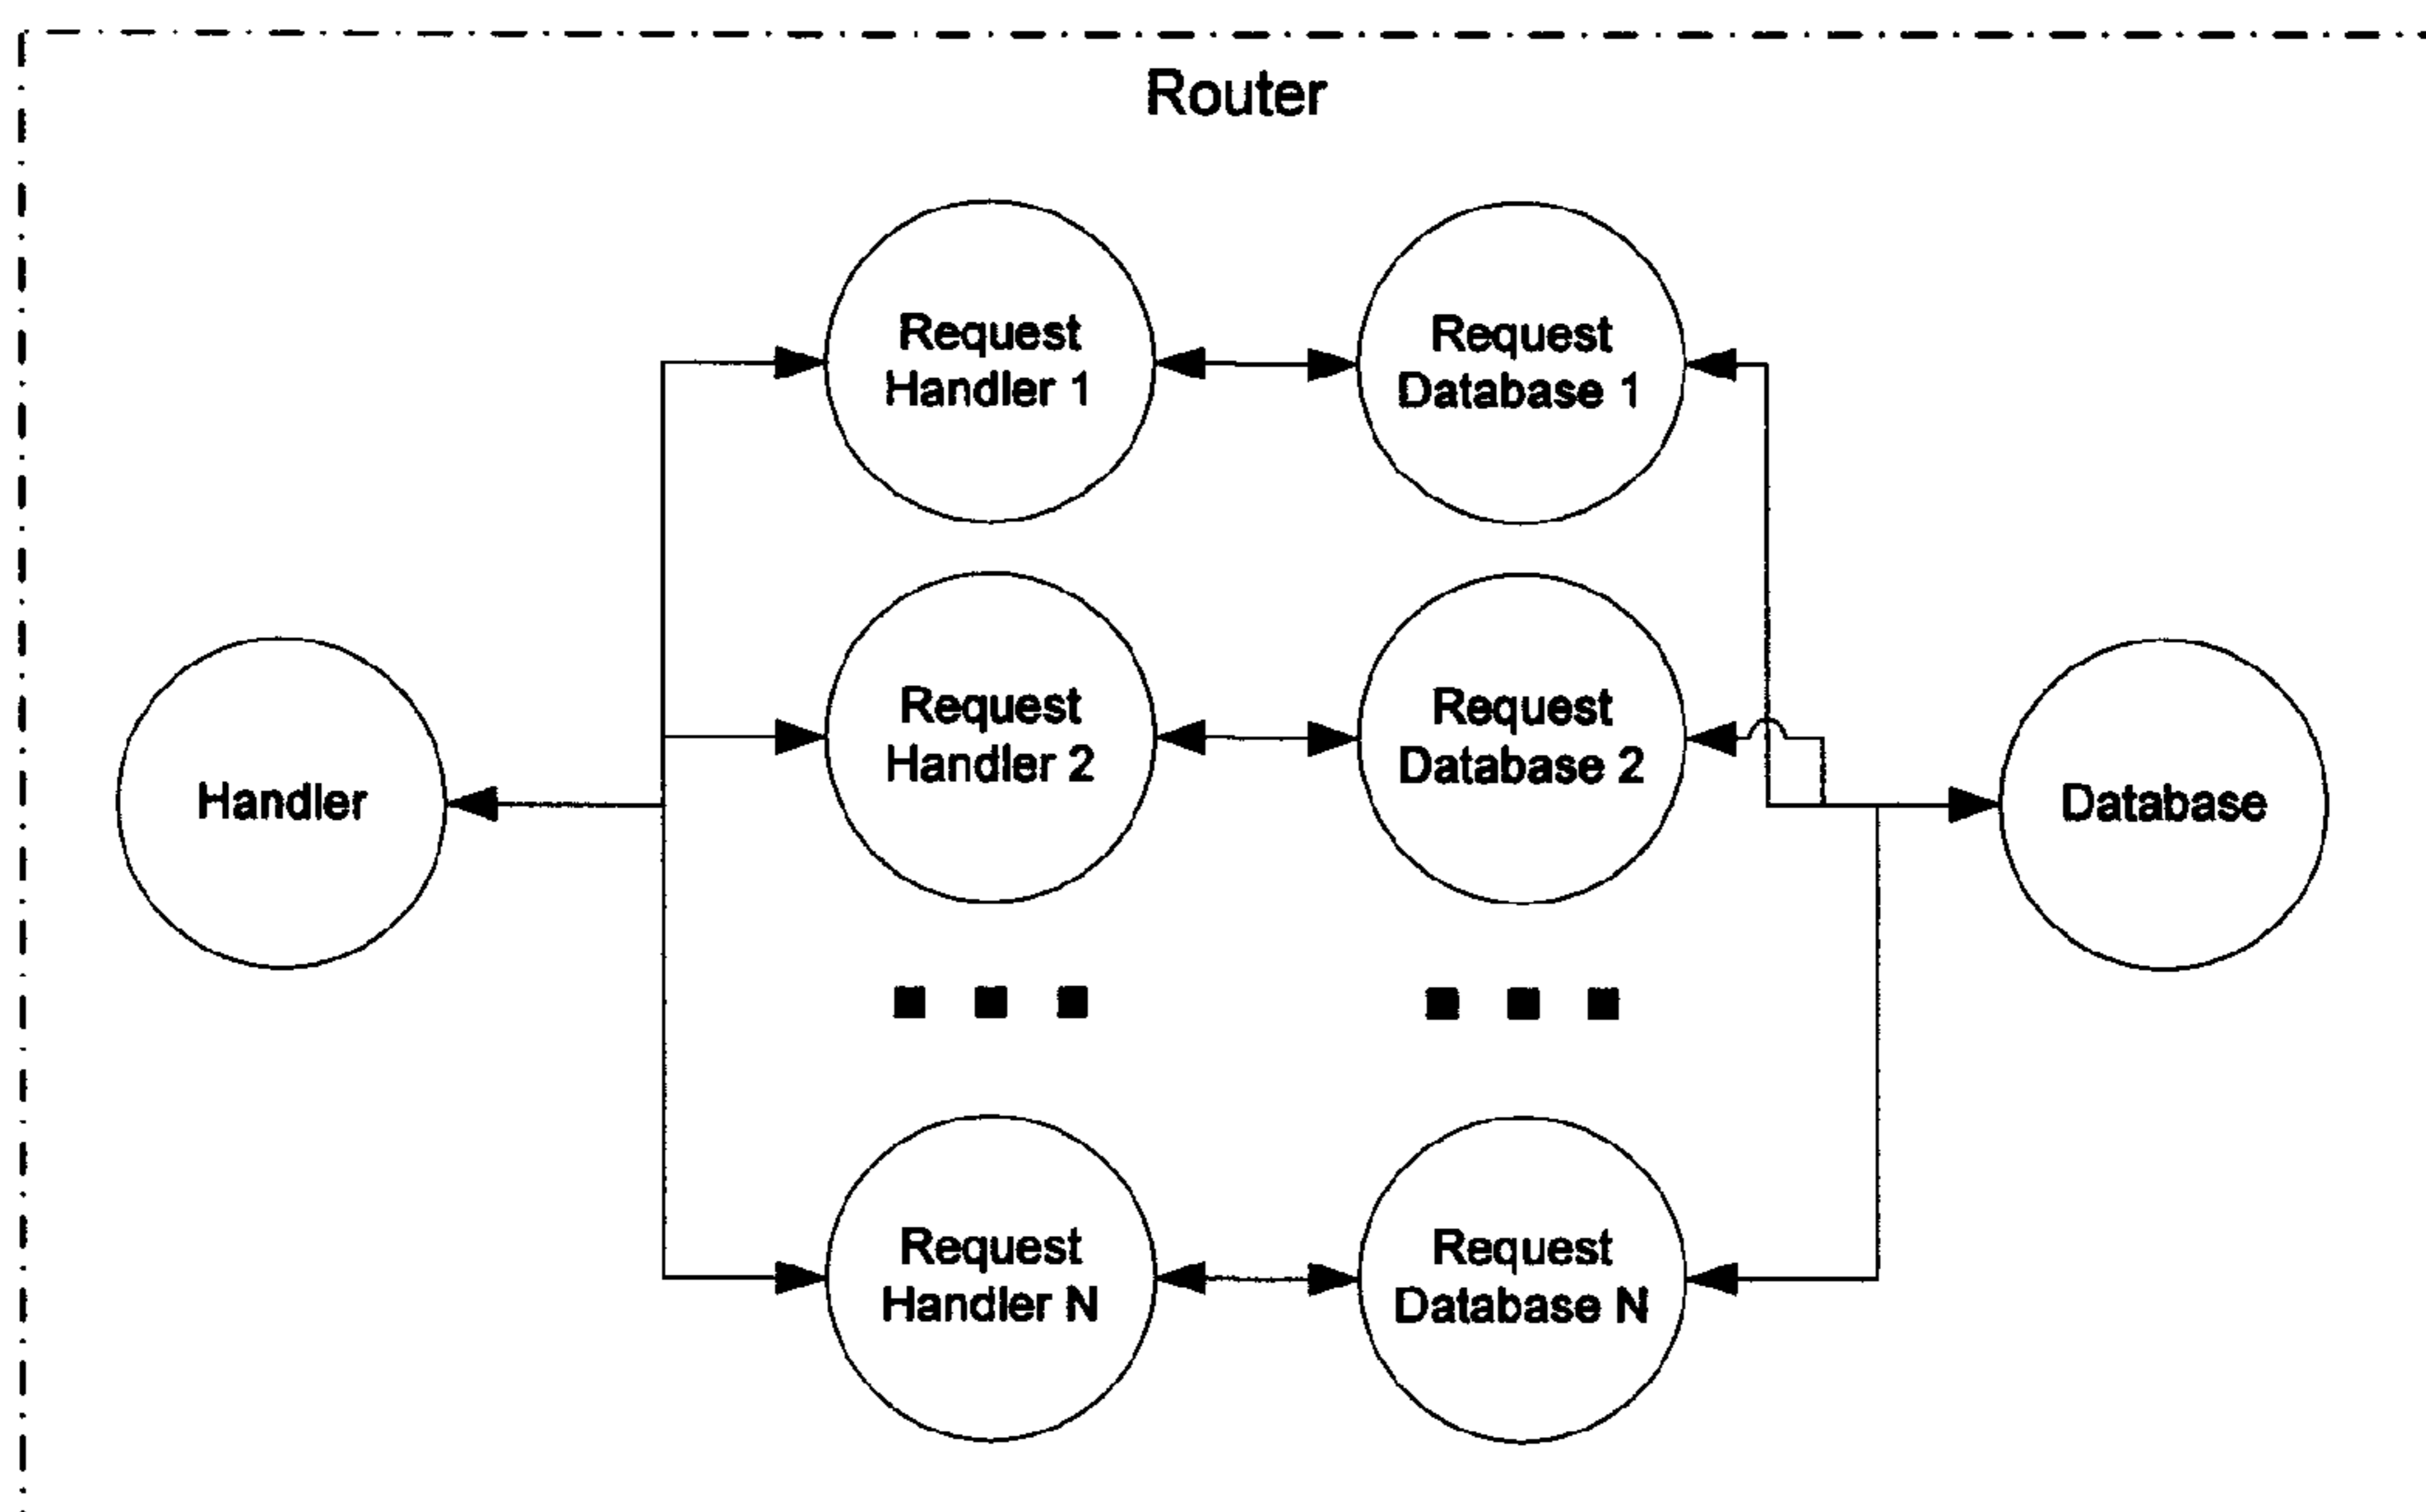 Router
Request
Handler 1
Request
Database 1
Request
Handler 2
Request
Database 2
Handler
Database
Request
Handler N
Request
Database N